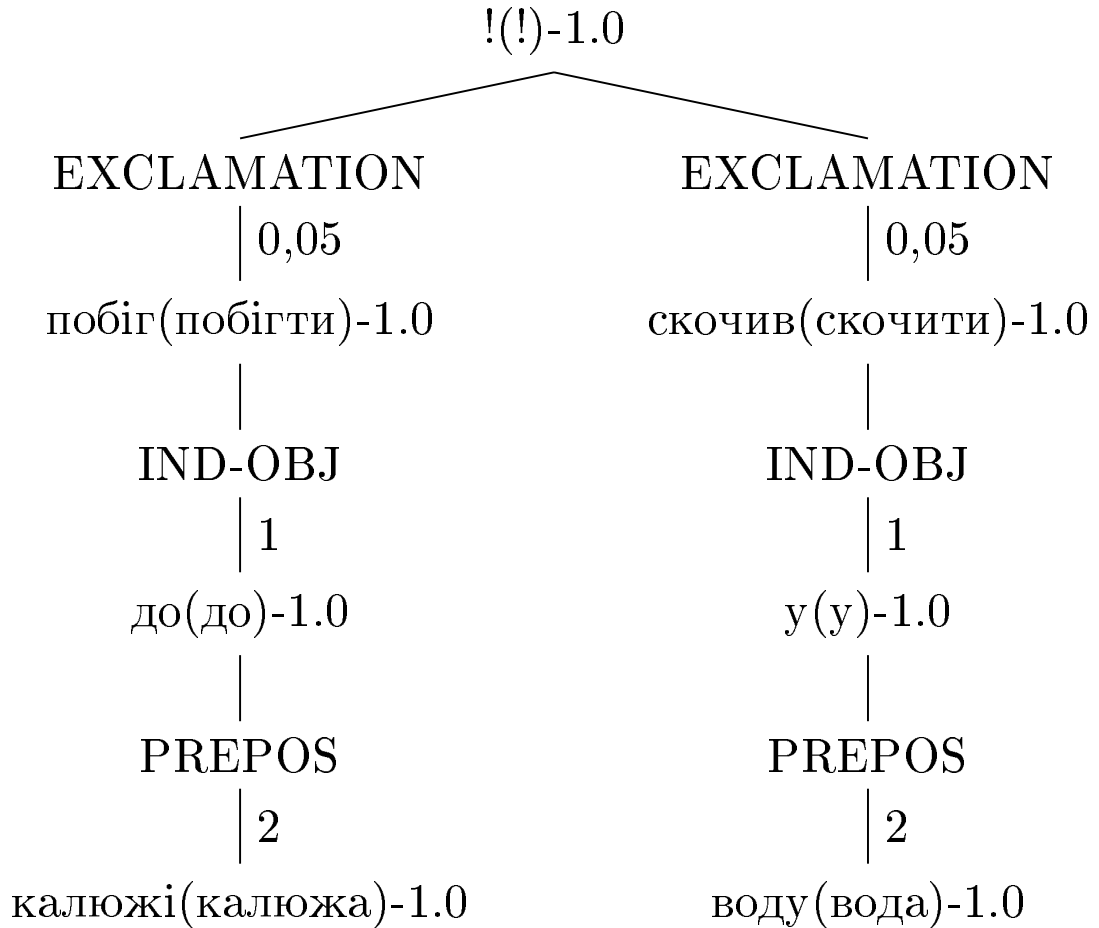 !(!)-1.0
EXCLAMATION EXCLAMATION
0,05 0,05
побіг(побігти)-1.0 скочив(скочити)-1.0
IND-OBJ IND-OBJ
1 1
до(до)-1.0 у(у)-1.0
PREPOS PREPOS
2 2
калюжі(калюжа)-1.0 воду(вода)-1.0